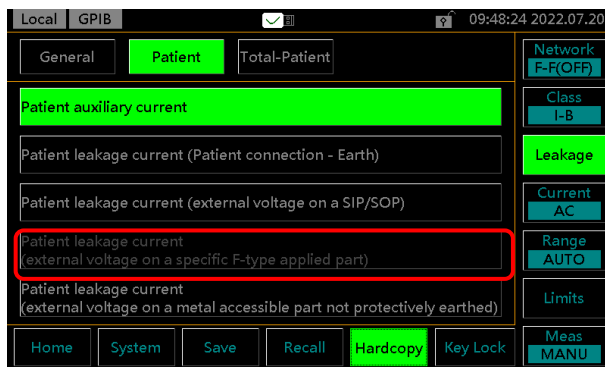 Local GPIB 09:48:24 2022.07.20
General Patient Total-Patient
Network
F-F(OFF)
Patient auxiliary current
Class
I-B
Patient leakage current (Patient connection - Earth)
Leakage
Patient leakage current (external voltage on a SIP/SOP)
Current
AC
Patient leakage current
(external voltage on a specific F-type applied part)
Range
AUTO
Patient leakage current
(external voltage on a metal accessible part not protectively earthed)
Limits
Home System Save Recall Hardcopy Key Lock
Meas
MANU